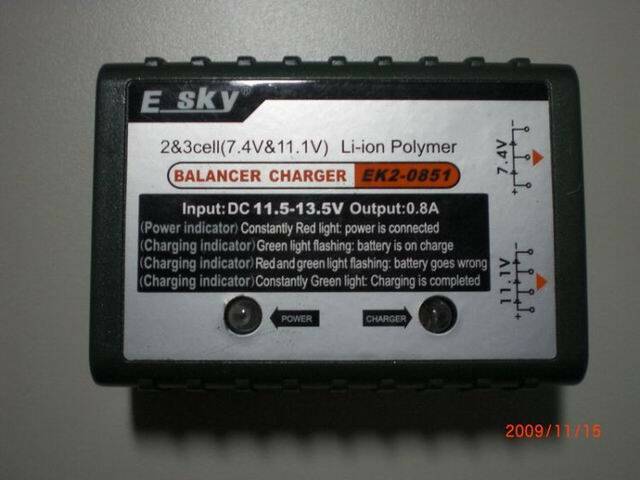 E_sky
2&3cell(7.4V&11.1V) Li-ion Polymer
BALANCER CHARGER EK2-0851
Input:DC 11.5-13.5V Output:0.8A
(Power indicator) Constantly Red light: power is connected
(Charging indicator) Green light flashing: battery is on charge
(Charging indicator) Red and green light flashing: battery goes wrong
(Charging indicator) Constantly Green light: Charging is completed
POWER CHARGER
7.4V
- +
11.1V
- +
2009/11/15